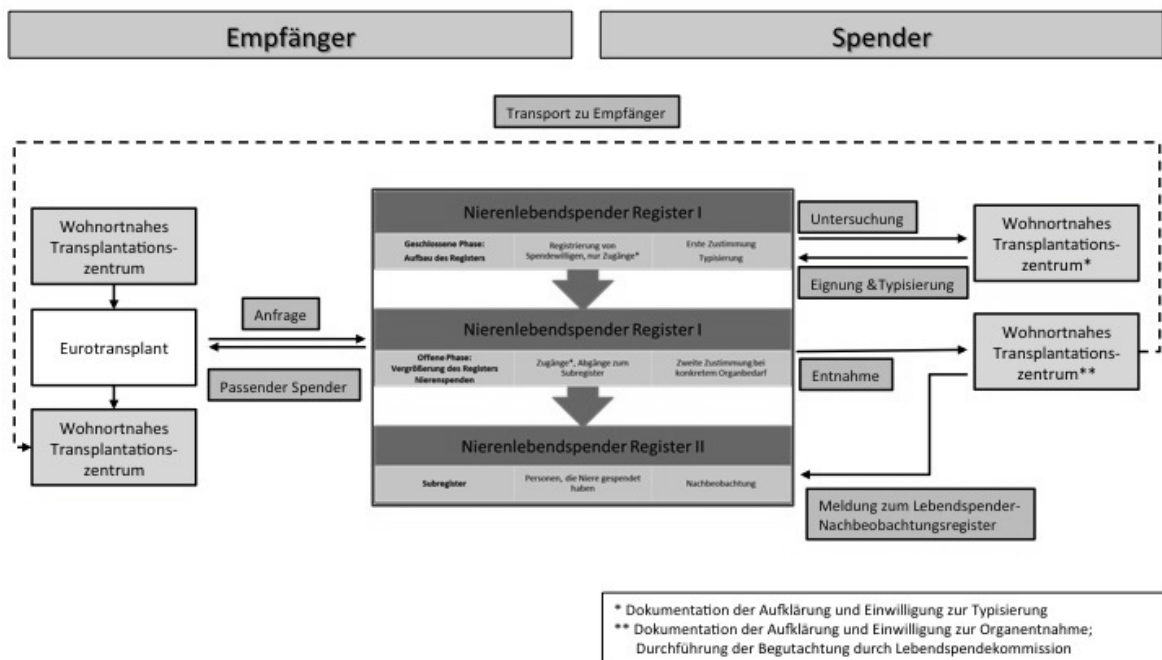 Empfänger
Spender
Transport zu Empfänger
Wohnortnahes
Transplantations-
zentrum
Eurotransplant
Wohnortnahes
Transplantations-
zentrum
Anfrage
Passender Spender
Nierenlebendspender Register I
Geschlossene Phase:
Aufbau des Registers
Registrierung von
Spendewilligen, nur Zugänge*
Erste Zustimmung
Typisierung
Nierenlebendspender Register I
Offene Phase:
Vergrößerung des Registers
Nierenspenden
Zugänge*, Abgänge zum
Subregister
Zweite Zustimmung bei
konkretem Organbedarf
Nierenlebendspender Register II
Subregister
Personen, die Niere gespendet
haben
Nachbeobachtung
Untersuchung
Eignung &Typisierung
Entnahme
Meldung zum Lebendspender-
Nachbeobachtungsregister
Wohnortnahes
Transplantations-
zentrum*
Wohnortnahes
Transplantations-
zentrum**
* Dokumentation der Aufklärung und Einwilligung zur Typisierung
** Dokumentation der Aufklärung und Einwilligung zur Organentnahme;
Durchführung der Begutachtung durch Lebendspendekommission